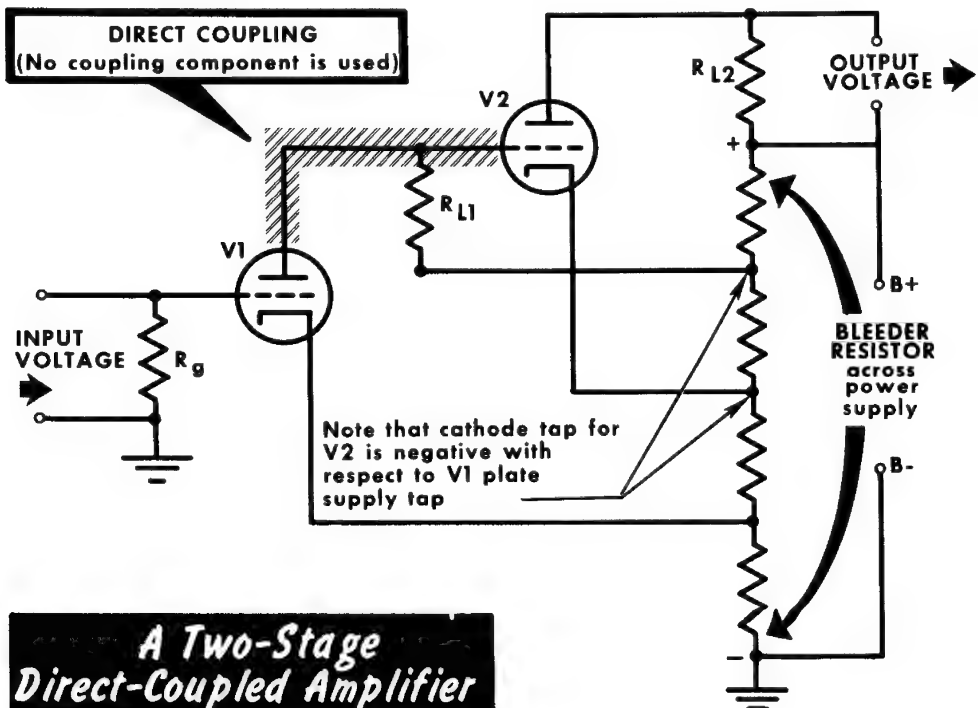 DIRECT COUPLING
(No coupling component is used)
V2
R L2
OUTPUT
VOLTAGE
+
V1
R L1
INPUT
VOLTAGE
R g
B+
BLEEDER
RESISTOR
across
power
supply
Note that cathode tap for
V2 is negative with
respect to V1 plate
supply tap
B-
-
A Two-Stage
Direct-Coupled Amplifier